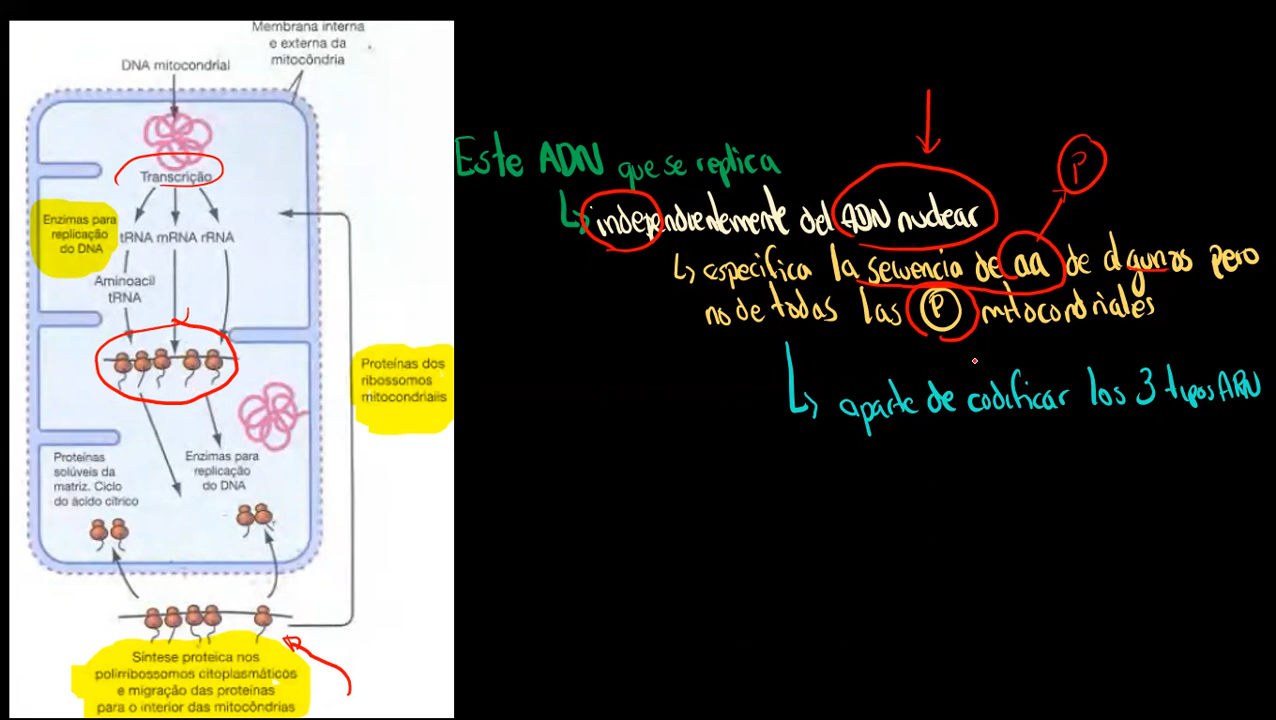 Membrana interna
e externa da
mitocôndria
DNA mitocondrial
Transcrição
Enzimas para
replicação
do DNA
tRNA mRNA rRNA
Aminoacil
tRNA
Proteínas dos
ribossomos
mitocondriais
Proteínas
solúveis da
matriz. Ciclo
do ácido cítrico
Enzimas para
replicação
do DNA
Síntese proteica nos
polirribossomos citoplasmáticos
e migração das proteínas
para o interior das mitocôndrias
Este ADN que se replica
independientemente del ADN nuclear
P
especifica la secuencia de aa de algunas pero
no de todas las P mitocondriales
aparte de codificar los 3 tipos ARN